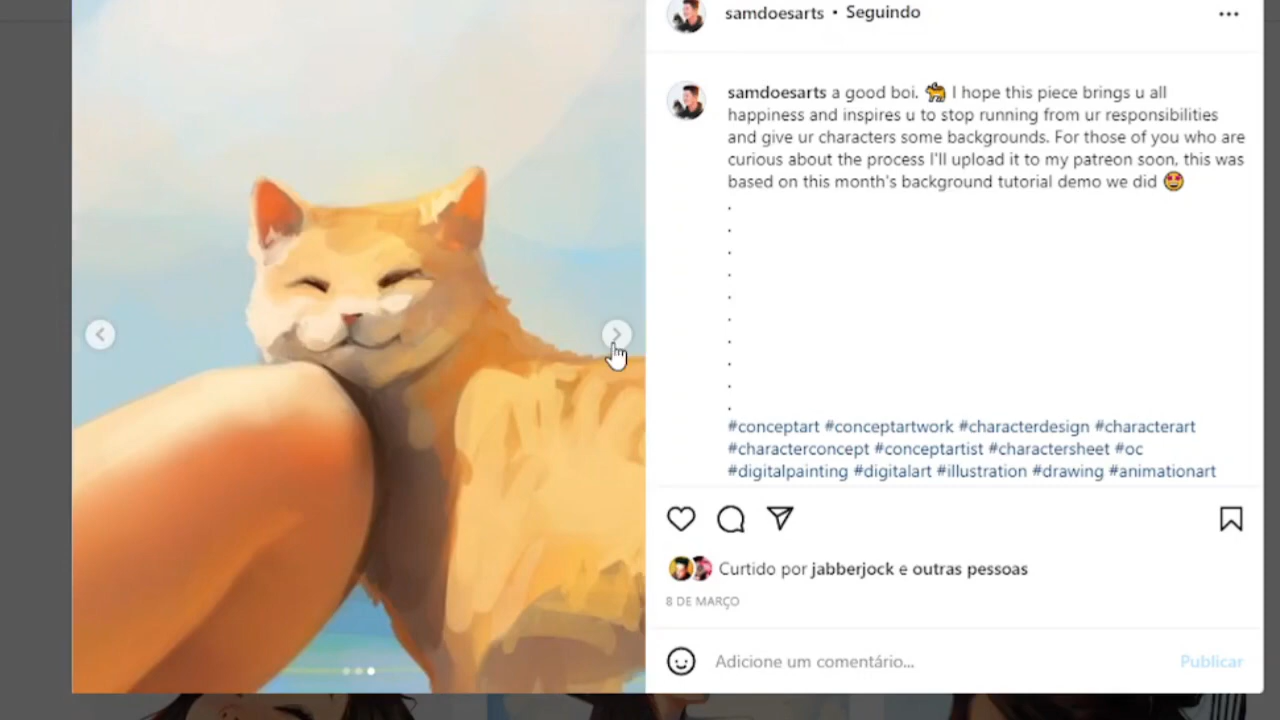 samdoesarts • Seguindo
samdoesarts a good boi. 🐈 I hope this piece brings u all
happiness and inspires u to stop running from ur responsibilities
and give ur characters some backgrounds. For those of you who are
curious about the process I'll upload it to my patreon soon, this was
based on this month's background tutorial demo we did 🤩
.
.
.
.
.
.
.
.
.
.
#conceptart #conceptartwork #characterdesign #characterart
#characterconcept #conceptartist #charactersheet #oc
#digitalpainting #digitalart #illustration #drawing #animationart
Curtido por jabberjock e outras pessoas
8 DE MARÇO
Adicione um comentário... Publicar